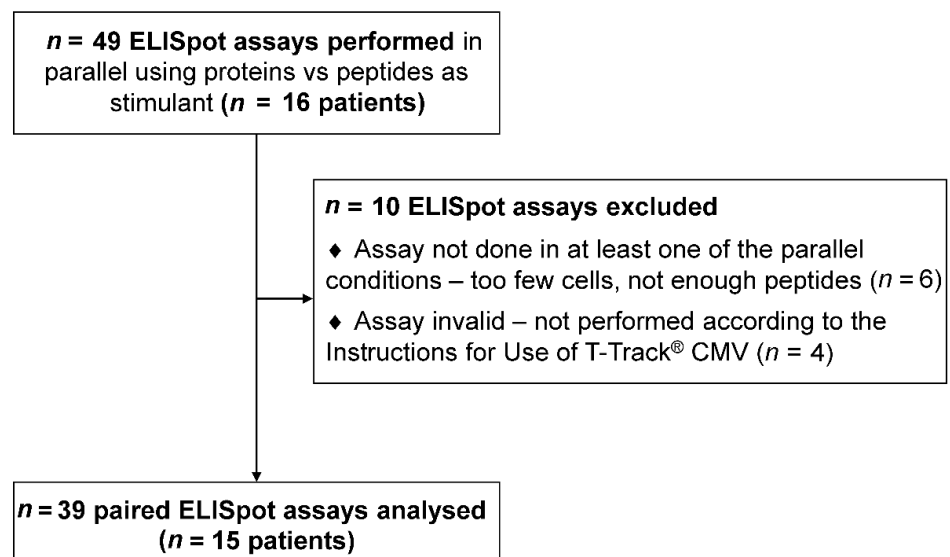 n = 49 ELISpot assays performed in
parallel using proteins vs peptides as
stimulant (n = 16 patients)
n = 10 ELISpot assays excluded
♦ Assay not done in at least one of the parallel
conditions – too few cells, not enough peptides (n = 6)
♦ Assay invalid – not performed according to the
Instructions for Use of T-Track® CMV (n = 4)
n = 39 paired ELISpot assays analysed
(n = 15 patients)